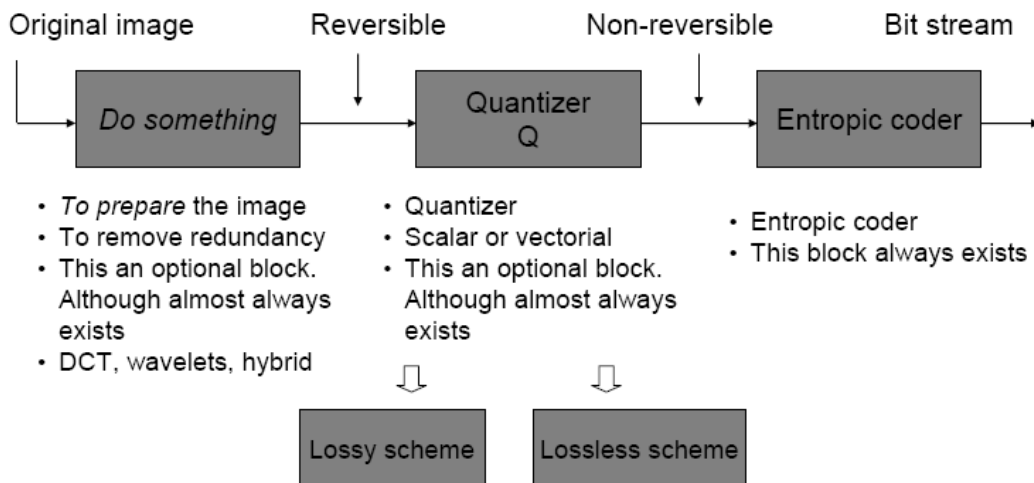 Original image
Reversible
Non-reversible
Bit stream
Do something
Quantizer
Q
Entropic coder
• To prepare the image
• To remove redundancy
• This an optional block.
Although almost always
exists
• DCT, wavelets, hybrid
• Quantizer
• Scalar or vectorial
• This an optional block.
Although almost always
exists
• Entropic coder
• This block always exists
Lossy scheme
Lossless scheme